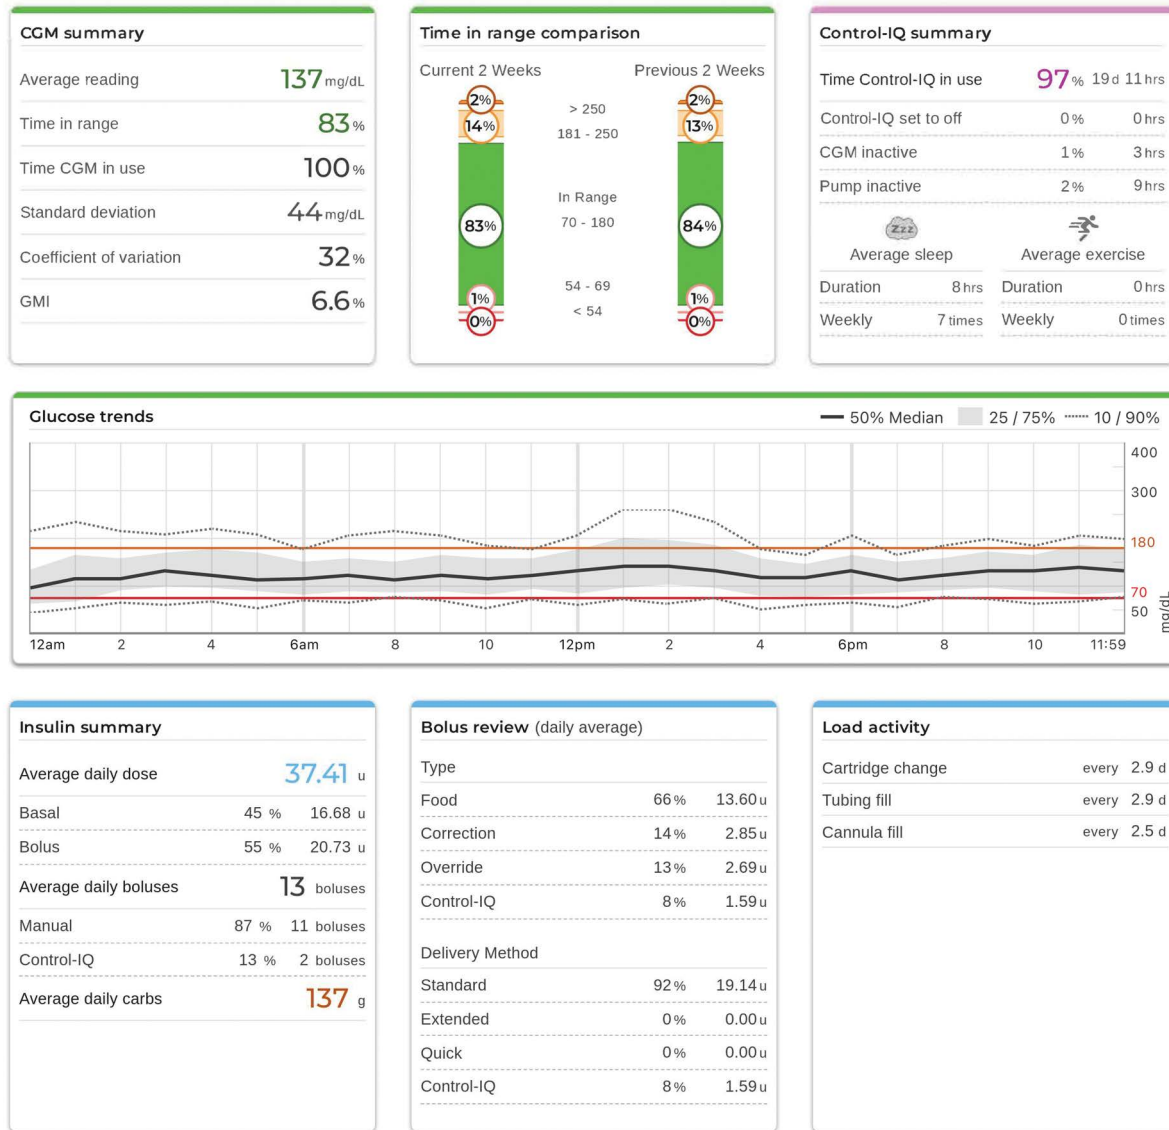 CGM summary
Average reading 137 mg/dL
Time in range 83 %
Time CGM in use 100 %
Standard deviation 44 mg/dL
Coefficient of variation 32 %
GMI 6.6 %
Time in range comparison
Current 2 Weeks Previous 2 Weeks
2% > 250 2%
14% 181 - 250 13%
In Range
83% 70 - 180 84%
1% 54 - 69 1%
0% < 54 0%
Control-IQ summary
Time Control-IQ in use 97 % 19 d 11 hrs
Control-IQ set to off 0 % 0 hrs
CGM inactive 1 % 3 hrs
Pump inactive 2 % 9 hrs
Zzz
Average sleep Average exercise
Duration 8 hrs Duration 0 hrs
Weekly 7 times Weekly 0 times
Glucose trends 50% Median 25 / 75% 10 / 90%
400
300
180
70
50
mg/dL
12am 2 4 6am 8 10 12pm 2 4 6pm 8 10 11:59
Insulin summary
Average daily dose 37.41 u
Basal 45 % 16.68 u
Bolus 55 % 20.73 u
Average daily boluses 13 boluses
Manual 87 % 11 boluses
Control-IQ 13 % 2 boluses
Average daily carbs 137 g
Bolus review (daily average)
Type
Food 66 % 13.60 u
Correction 14 % 2.85 u
Override 13 % 2.69 u
Control-IQ 8 % 1.59 u
Delivery Method
Standard 92 % 19.14 u
Extended 0 % 0.00 u
Quick 0 % 0.00 u
Control-IQ 8 % 1.59 u
Load activity
Cartridge change every 2.9 d
Tubing fill every 2.9 d
Cannula fill every 2.5 d